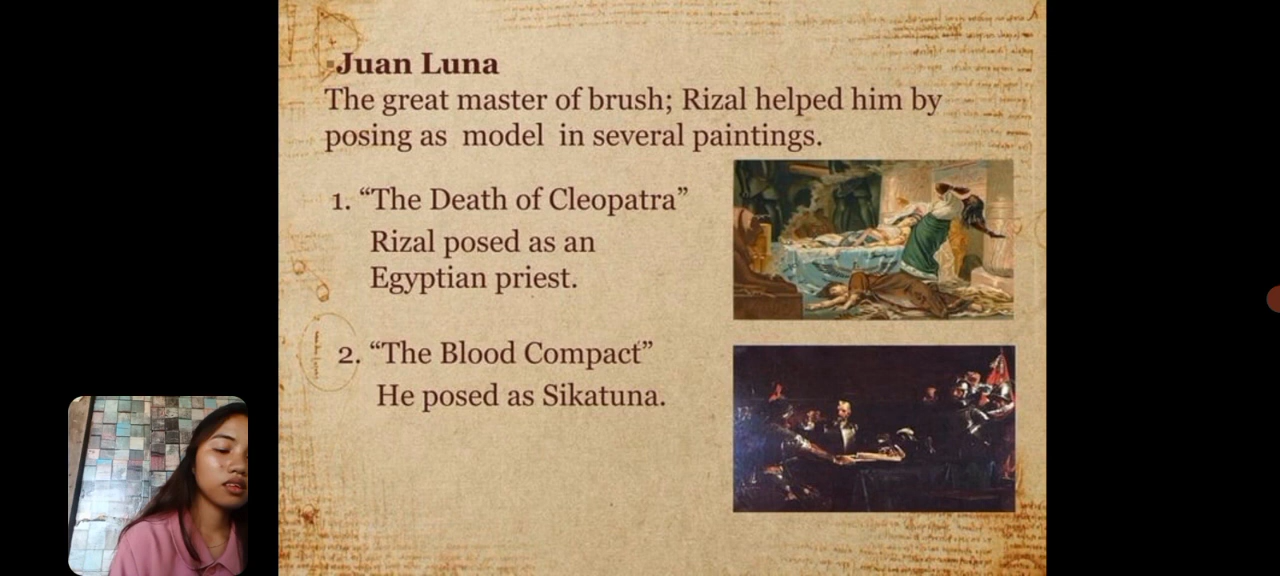 ▪Juan Luna
The great master of brush; Rizal helped him by
posing as  model  in several paintings.
1. “The Death of Cleopatra”
Rizal posed as an
Egyptian priest.
2. “The Blood Compact”
He posed as Sikatuna.